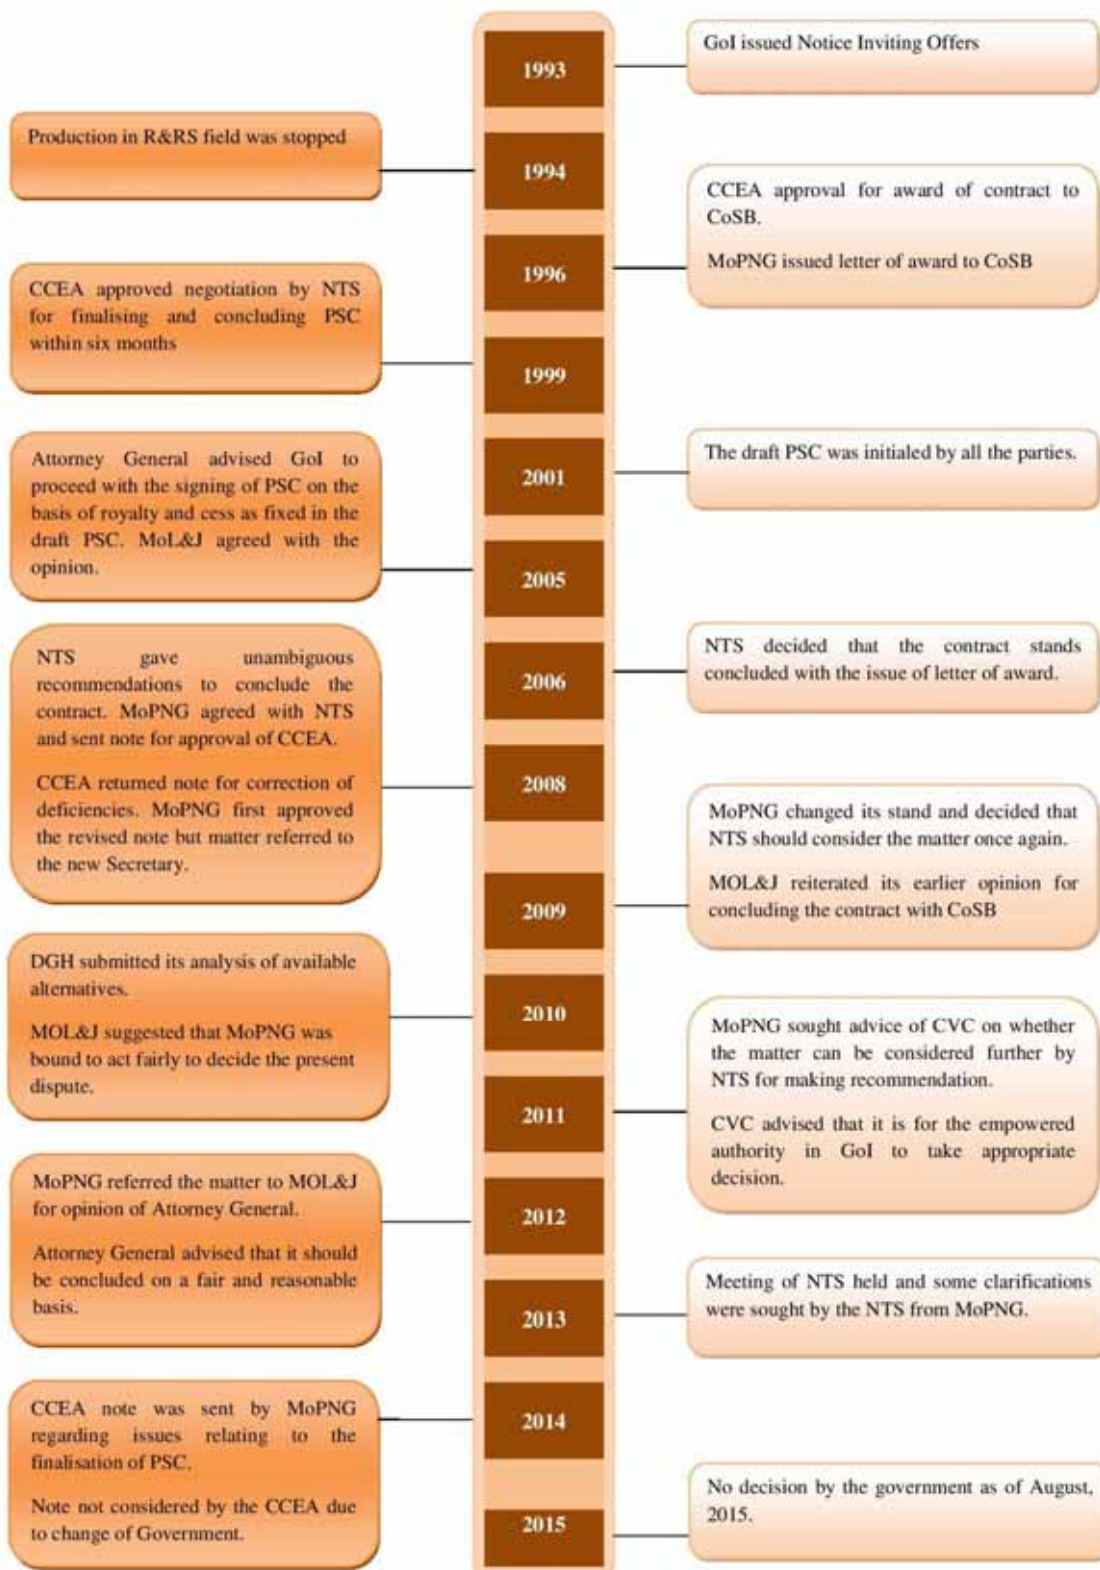 1993
GoI issued Notice Inviting Offers
Production in R&RS field was stopped
1994
CCEA approval for award of contract to
CoSB.
MoPNG issued letter of award to CoSB
1996
CCEA approved negotiation by NTS
for finalising and concluding PSC
within six months
1999
The draft PSC was initialed by all the parties.
2001
Attorney General advised GoI to
proceed with the signing of PSC on the
basis of royalty and cess as fixed in the
draft PSC. MoL&J agreed with the
opinion.
2005
NTS decided that the contract stands
concluded with the issue of letter of award.
2006
NTS gave unambiguous
recommendations to conclude the
contract. MoPNG agreed with NTS
and sent note for approval of CCEA.
CCEA returned note for correction of
deficiencies. MoPNG first approved
the revised note but matter referred to
the new Secretary.
2008
MoPNG changed its stand and decided that
NTS should consider the matter once again.
MOL&J reiterated its earlier opinion for
concluding the contract with CoSB
2009
DGH submitted its analysis of available
alternatives.
MOL&J suggested that MoPNG was
bound to act fairly to decide the present
dispute.
2010
MoPNG sought advice of CVC on whether
the matter can be considered further by
NTS for making recommendation.
CVC advised that it is for the empowered
authority in GoI to take appropriate
decision.
2011
MoPNG referred the matter to MOL&J
for opinion of Attorney General.
Attorney General advised that it should
be concluded on a fair and reasonable
basis.
2012
Meeting of NTS held and some clarifications
were sought by the NTS from MoPNG.
2013
CCEA note was sent by MoPNG
regarding issues relating to the
finalisation of PSC.
Note not considered by the CCEA due
to change of Government.
2014
No decision by the government as of August,
2015.
2015